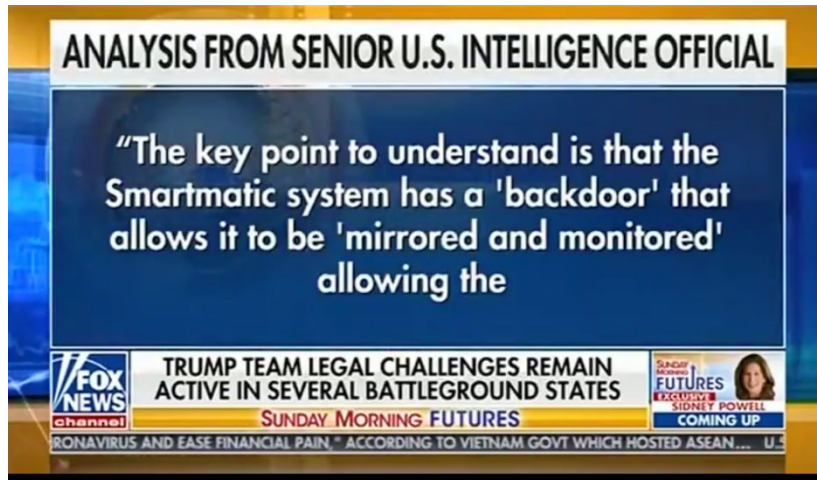 ANALYSIS FROM SENIOR U.S. INTELLIGENCE OFFICIAL
“The key point to understand is that the
Smartmatic system has a 'backdoor' that
allows it to be 'mirrored and monitored'
allowing the
FOX
NEWS
channel
TRUMP TEAM LEGAL CHALLENGES REMAIN
ACTIVE IN SEVERAL BATTLEGROUND STATES
SUNDAY MORNING FUTURES
SUNDAY
MORNING
FUTURES
EXCLUSIVE
SIDNEY POWELL
COMING UP
RONAVIRUS AND EASE FINANCIAL PAIN," ACCORDING TO VIETNAM GOVT WHICH HOSTED ASEAN... U.S